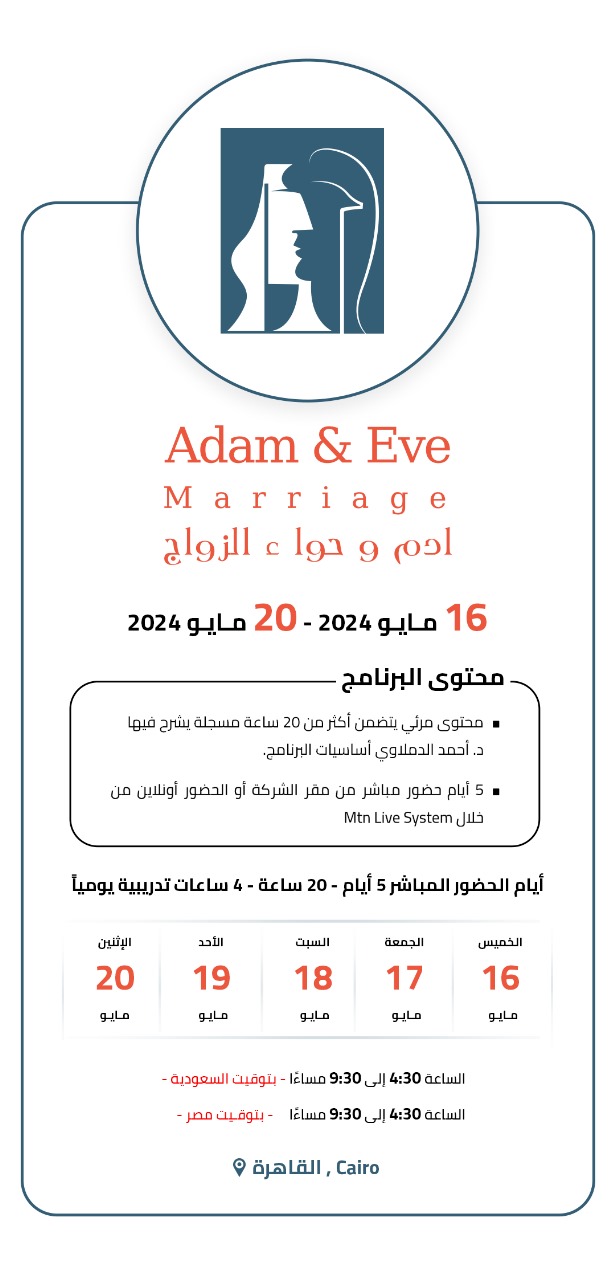 Adam & Eve
Marriage
ادم و حواء الزواج
16 مايو 2024 - 20 مايو 2024
محتوى البرنامج
▪ محتوى مرئي يتضمن أكثر من 20 ساعة مسجلة يشرح فيها
د. أحمد الدملاوي أساسيات البرنامج.
▪ 5 أيام حضور مباشر من مقر الشركة أو الحضور أونلاين من
خلال Mtn Live System
أيام الحضور المباشر 5 أيام - 20 ساعة - 4 ساعات تدريبية يومياً
الخميس الجمعة السبت الأحد الإثنين
16 17 18 19 20
مايو مايو مايو مايو مايو
الساعة 4:30 إلى 9:30 مساءًا - بتوقيت السعودية -
الساعة 4:30 إلى 9:30 مساءًا - بتوقيت مصر -
القاهرة , Cairo